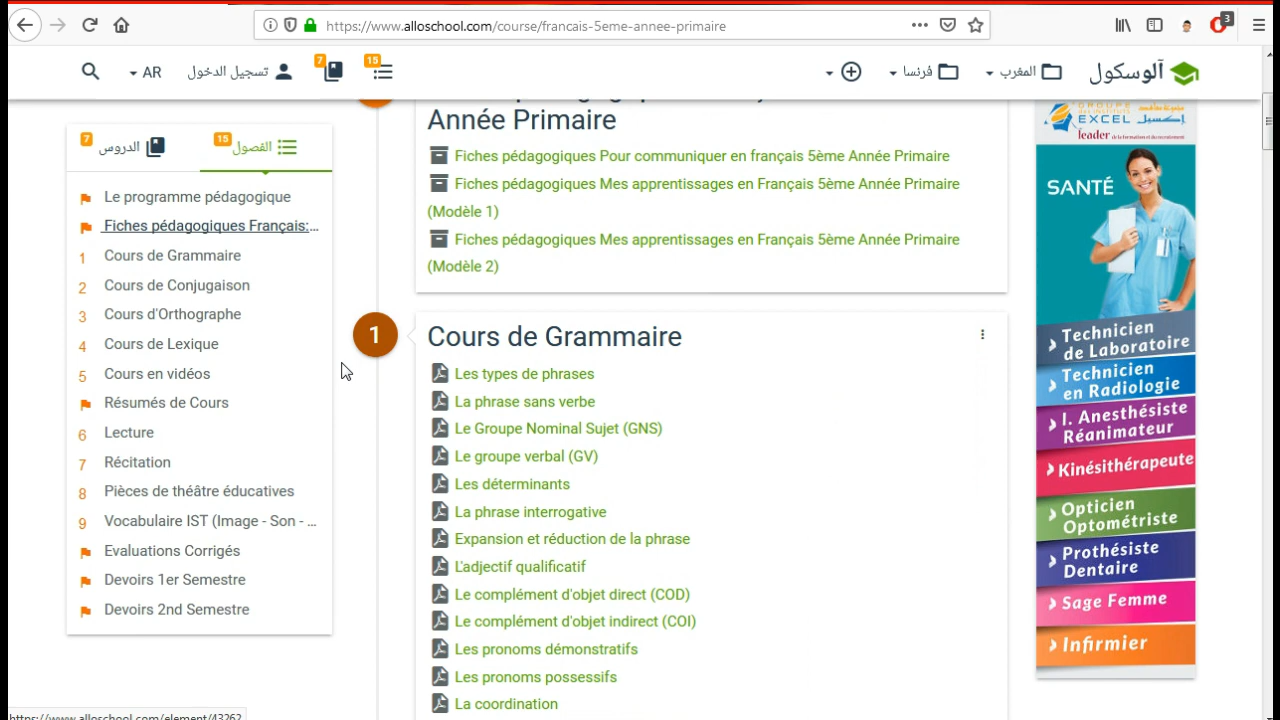 https://www.alloschool.com/course/francais-5eme-annee-primaire
3
آلوسكول
المغرب
فرنسا
15
7
تسجيل الدخول
AR
15
الفصول
7
الدروس
Le programme pédagogique
Fiches pédagogiques Français:...
1 Cours de Grammaire
2 Cours de Conjugaison
3 Cours d'Orthographe
4 Cours de Lexique
5 Cours en vidéos
Résumés de Cours
6 Lecture
7 Récitation
8 Pièces de théâtre éducatives
9 Vocabulaire IST (Image - Son - ...
Evaluations Corrigés
Devoirs 1er Semestre
Devoirs 2nd Semestre
Année Primaire
Fiches pédagogiques Pour communiquer en français 5ème Année Primaire
Fiches pédagogiques Mes apprentissages en Français 5ème Année Primaire
(Modèle 1)
Fiches pédagogiques Mes apprentissages en Français 5ème Année Primaire
(Modèle 2)
1
Cours de Grammaire
Les types de phrases
La phrase sans verbe
Le Groupe Nominal Sujet (GNS)
Le groupe verbal (GV)
Les déterminants
La phrase interrogative
Expansion et réduction de la phrase
L'adjectif qualificatif
Le complément d'objet direct (COD)
Le complément d'objet indirect (COI)
Les pronoms démonstratifs
Les pronoms possessifs
La coordination
EXCEL إكسيل
leader de la formation et du recrutement
SANTÉ
Technicien
de Laboratoire
Technicien
en Radiologie
I. Anesthésiste
Réanimateur
Kinésithérapeute
Opticien
Optométriste
Prothésiste
Dentaire
Sage Femme
Infirmier
https://www.alloschool.com/element/43262